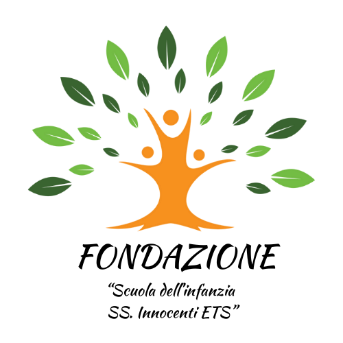 FONDAZIONE
“Scuola dell’infanzia
SS. Innocenti ETS”